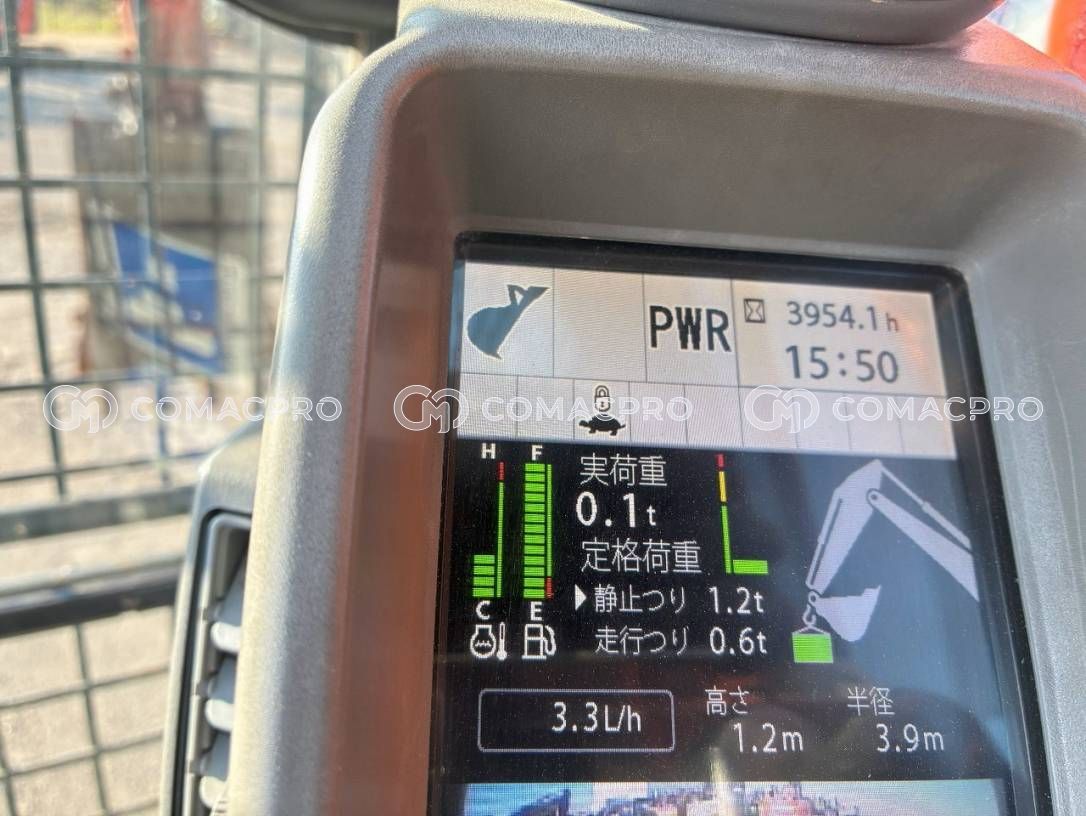 PWR
3954.1h
15:50
COMACPRO COMACPRO COMACPRO
H F
実荷重
0.1t
定格荷重
静止つり 1.2t
走行つり 0.6t
C E
3.3L/h
高さ
1.2m
半径
3.9m